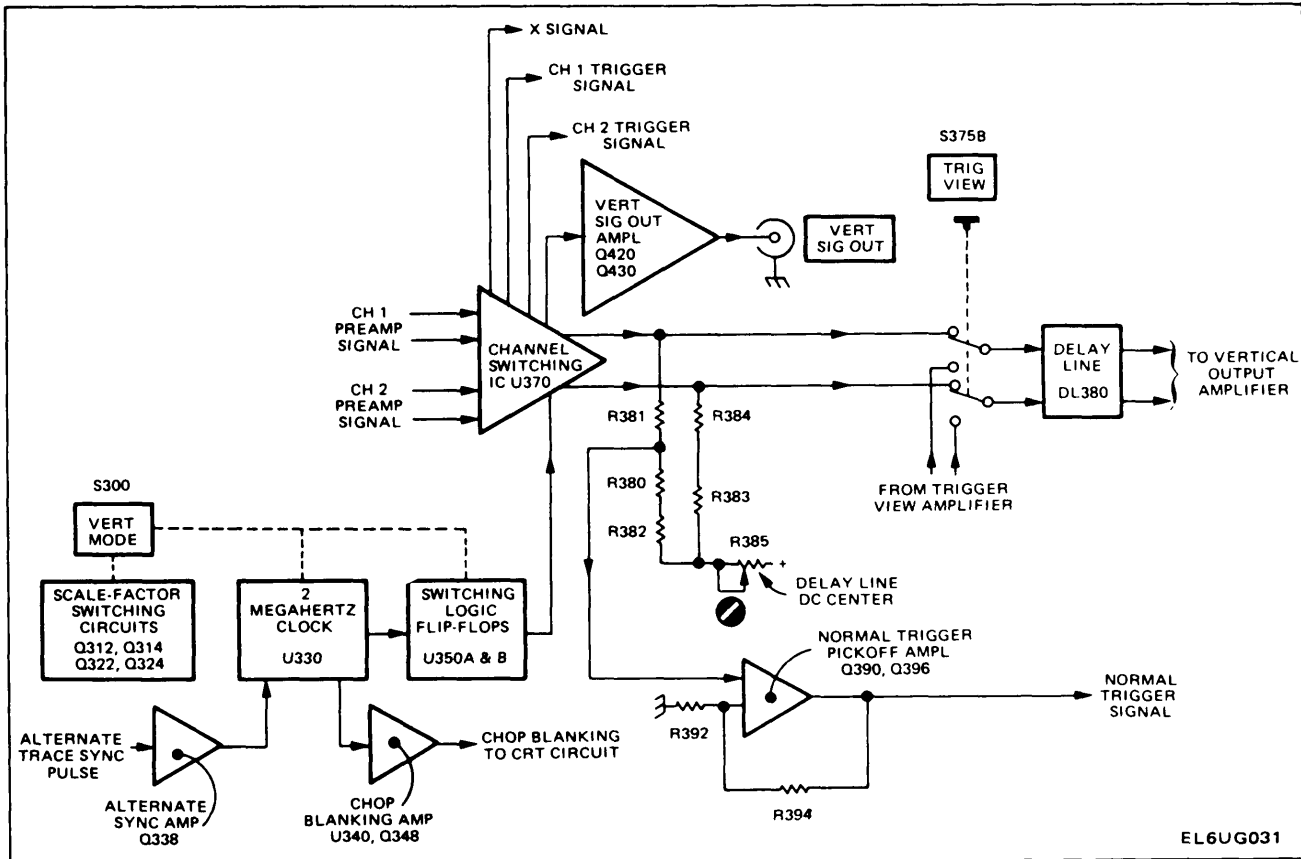 X SIGNAL
CH 1 TRIGGER
SIGNAL
CH 2 TRIGGER
SIGNAL
S375B
TRIG
VIEW
VERT
SIG OUT
AMPL
Q420
Q430
VERT
SIG OUT
CH 1
PREAMP
SIGNAL
CHANNEL
SWITCHING
IC U370
CH 2
PREAMP
SIGNAL
DELAY
LINE
DL380
TO VERTICAL
OUTPUT
AMPLIFIER
R381
R384
R380
R383
R382
R385
+
FROM TRIGGER
VIEW AMPLIFIER
DELAY LINE
DC CENTER
S300
VERT
MODE
SCALE-FACTOR
SWITCHING
CIRCUITS
Q312, Q314
Q322, Q324
2
MEGAHERTZ
CLOCK
U330
SWITCHING
LOGIC
FLIP-FLOPS
U350A & B
NORMAL TRIGGER
PICKOFF AMPL
Q390, Q396
NORMAL
TRIGGER
SIGNAL
R392
R394
ALTERNATE
TRACE SYNC
PULSE
ALTERNATE
SYNC AMP
Q338
CHOP BLANKING
TO CRT CIRCUIT
CHOP
BLANKING AMP
U340, Q348
EL6UG031